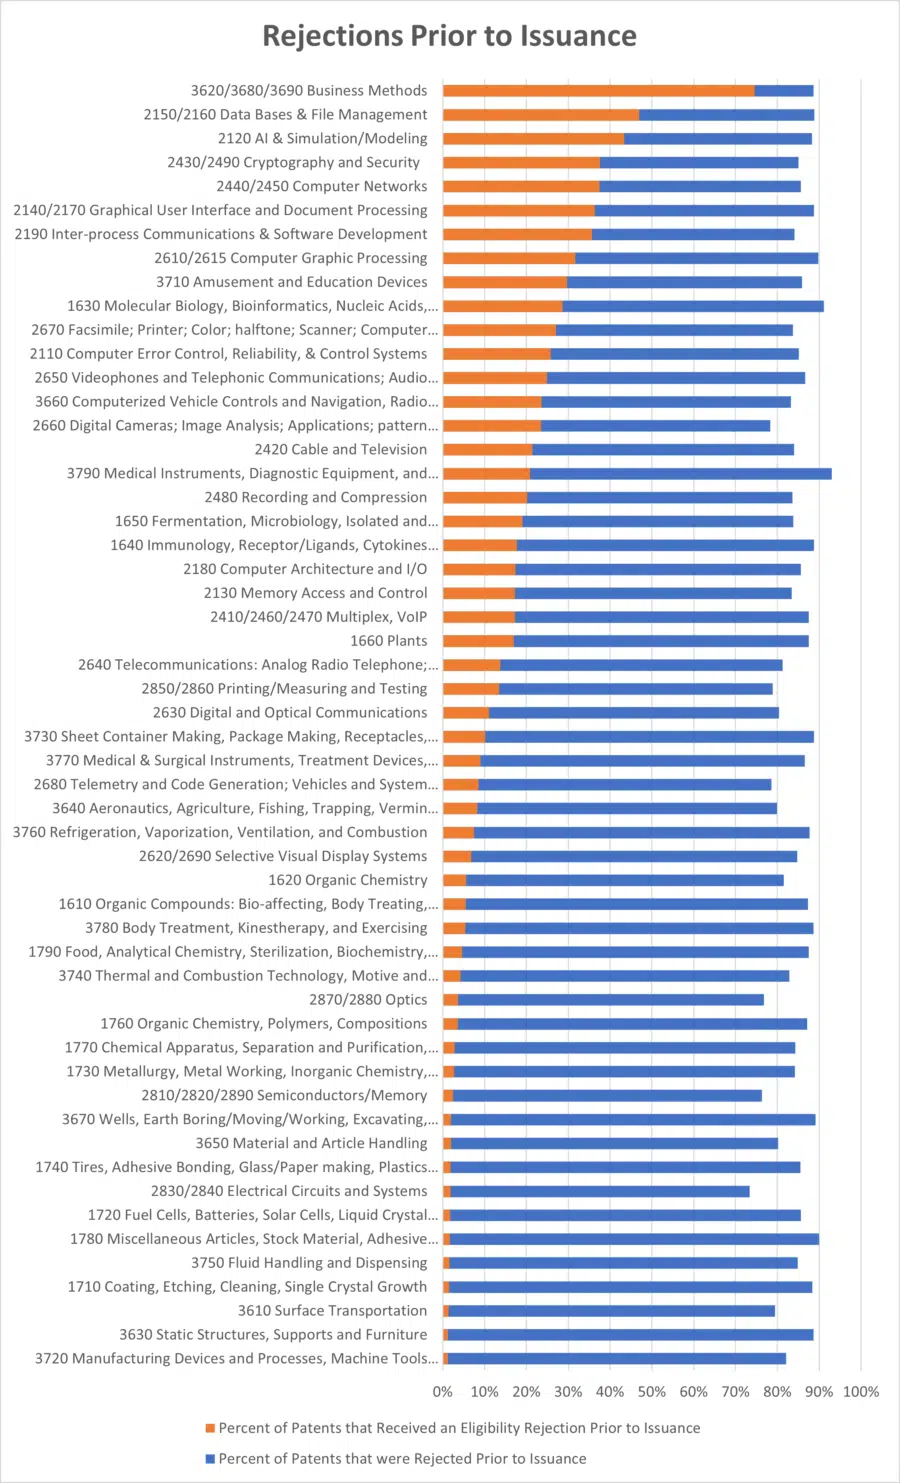 Rejections Prior to Issuance
3620/3680/3690 Business Methods
2150/2160 Data Bases & File Management
2120 AI & Simulation/Modeling
2430/2490 Cryptography and Security
2440/2450 Computer Networks
2140/2170 Graphical User Interface and Document Processing
2190 Inter-process Communications & Software Development
2610/2615 Computer Graphic Processing
3710 Amusement and Education Devices
1630 Molecular Biology, Bioinformatics, Nucleic Acids,...
2670 Facsimile; Printer; Color; halftone; Scanner; Computer...
2110 Computer Error Control, Reliability, & Control Systems
2650 Videophones and Telephonic Communications; Audio...
3660 Computerized Vehicle Controls and Navigation, Radio...
2660 Digital Cameras; Image Analysis; Applications; pattern...
2420 Cable and Television
3790 Medical Instruments, Diagnostic Equipment, and...
2480 Recording and Compression
1650 Fermentation, Microbiology, Isolated and...
1640 Immunology, Receptor/Ligands, Cytokines...
2180 Computer Architecture and I/O
2130 Memory Access and Control
2410/2460/2470 Multiplex, VoIP
1660 Plants
2640 Telecommunications: Analog Radio Telephone;...
2850/2860 Printing/Measuring and Testing
2630 Digital and Optical Communications
3730 Sheet Container Making, Package Making, Receptacles,...
3770 Medical & Surgical Instruments, Treatment Devices,...
2680 Telemetry and Code Generation; Vehicles and System...
3640 Aeronautics, Agriculture, Fishing, Trapping, Vermin...
3760 Refrigeration, Vaporization, Ventilation, and Combustion
2620/2690 Selective Visual Display Systems
1620 Organic Chemistry
1610 Organic Compounds: Bio-affecting, Body Treating,...
3780 Body Treatment, Kinestherapy, and Exercising
1790 Food, Analytical Chemistry, Sterilization, Biochemistry,...
3740 Thermal and Combustion Technology, Motive and...
2870/2880 Optics
1760 Organic Chemistry, Polymers, Compositions
1770 Chemical Apparatus, Separation and Purification,...
1730 Metallurgy, Metal Working, Inorganic Chemistry,...
2810/2820/2890 Semiconductors/Memory
3670 Wells, Earth Boring/Moving/Working, Excavating,...
3650 Material and Article Handling
1740 Tires, Adhesive Bonding, Glass/Paper making, Plastics...
2830/2840 Electrical Circuits and Systems
1720 Fuel Cells, Batteries, Solar Cells, Liquid Crystal...
1780 Miscellaneous Articles, Stock Material, Adhesive...
3750 Fluid Handling and Dispensing
1710 Coating, Etching, Cleaning, Single Crystal Growth
3610 Surface Transportation
3630 Static Structures, Supports and Furniture
3720 Manufacturing Devices and Processes, Machine Tools...
0% 10% 20% 30% 40% 50% 60% 70% 80% 90% 100%
Percent of Patents that Received an Eligibility Rejection Prior to Issuance
Percent of Patents that were Rejected Prior to Issuance